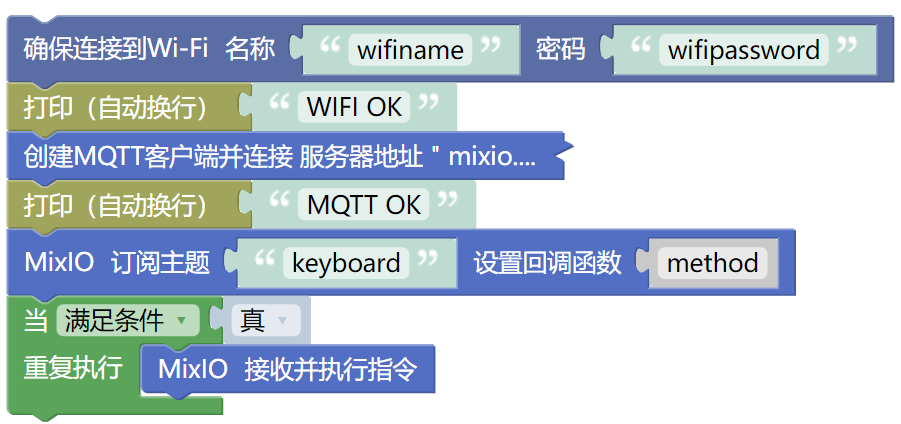 确保连接到Wi-Fi 名称 “ wifiname ” 密码 “ wifipassword ”
打印（自动换行） “ WIFI OK ”
创建MQTT客户端并连接 服务器地址 " mixio....
打印（自动换行） “ MQTT OK ”
MixIO 订阅主题 “ keyboard ” 设置回调函数 method
当 满足条件 真
重复执行 MixIO 接收并执行指令